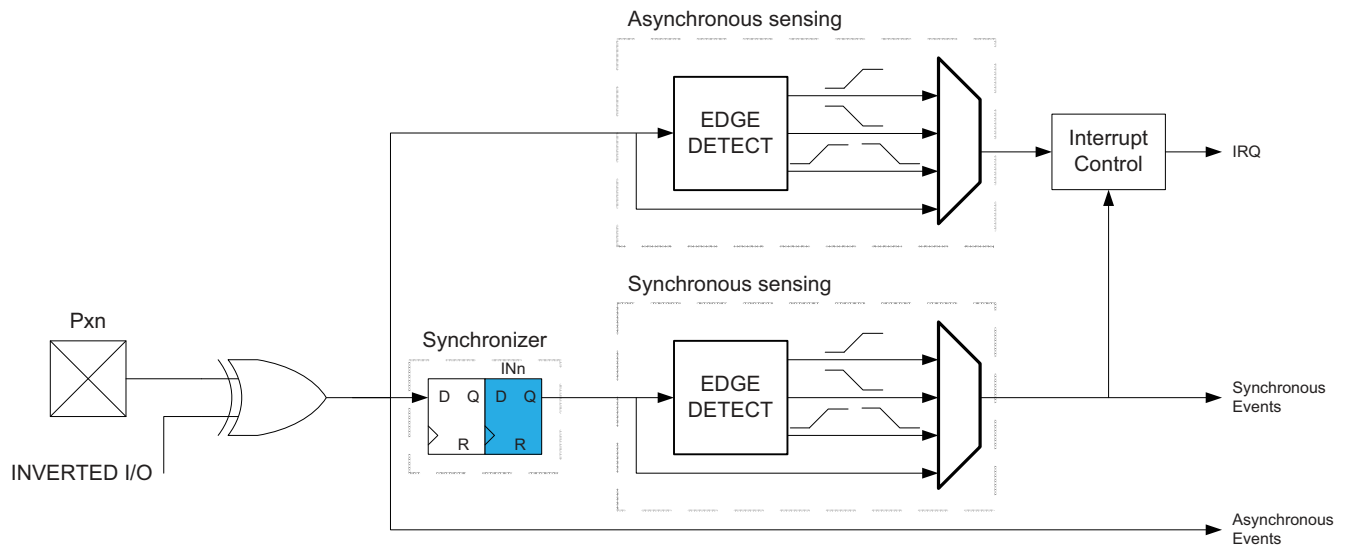 Asynchronous sensing
EDGE
DETECT
Interrupt
Control
IRQ
Synchronous sensing
Pxn
Synchronizer
INn
D Q D Q
R R
EDGE
DETECT
Synchronous
Events
INVERTED I/O
Asynchronous
Events